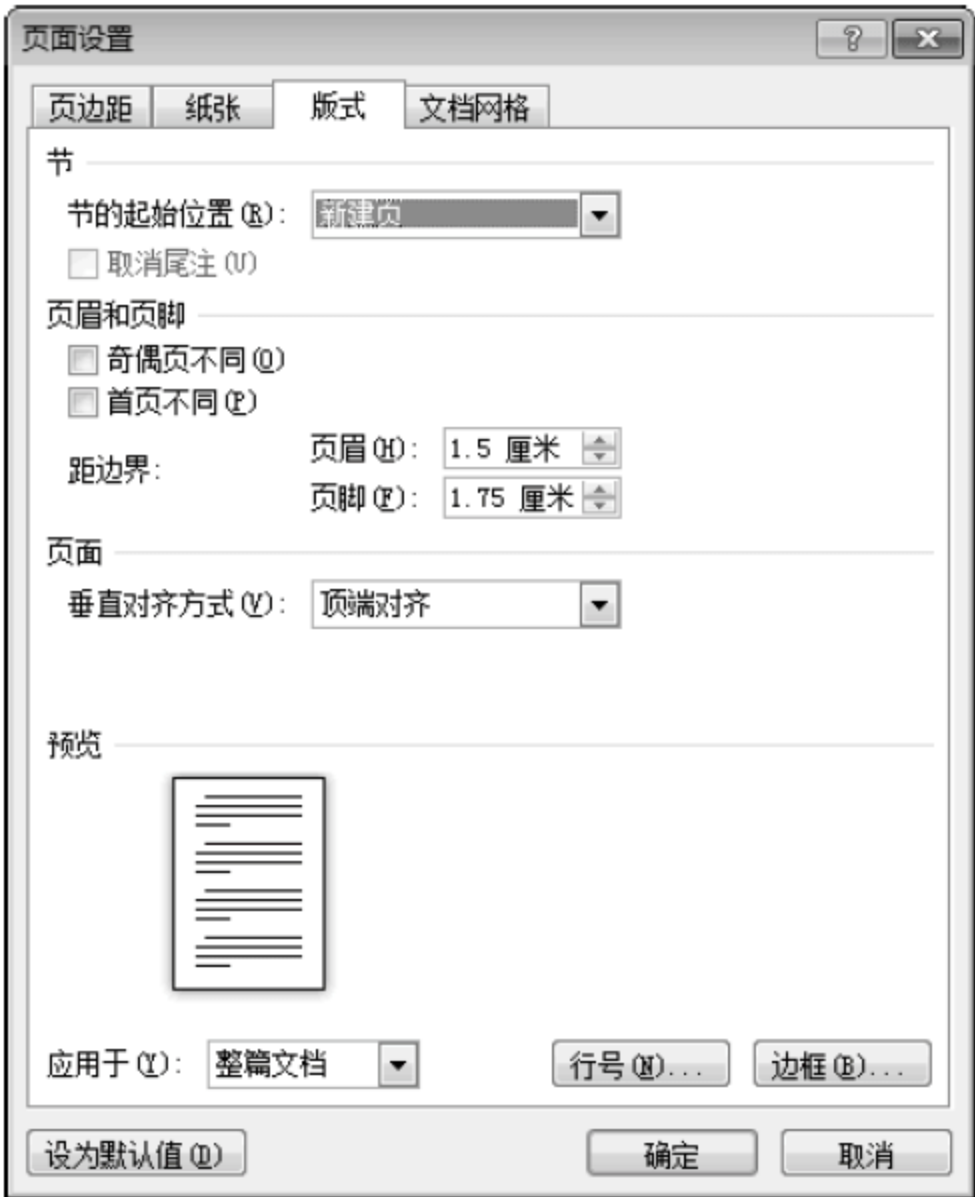 页面设置
页边距 纸张 版式 文档网格
节
节的起始位置(R): 新建页
取消尾注(U)
页眉和页脚
奇偶页不同(O)
首页不同(P)
距边界: 页眉(H): 1.5 厘米
页脚(F): 1.75 厘米
页面
垂直对齐方式(V): 顶端对齐
预览
应用于(Y): 整篇文档 行号(N)... 边框(B)...
设为默认值(D) 确定 取消